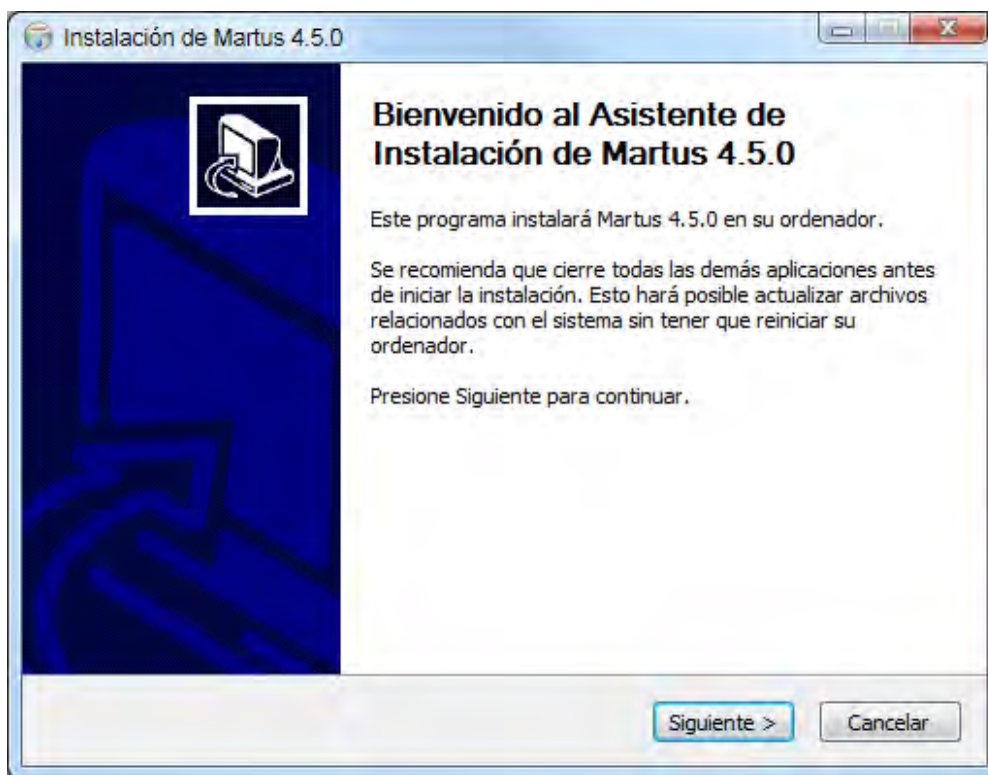 Instalación de Martus 4.5.0
Bienvenido al Asistente de
Instalación de Martus 4.5.0
Este programa instalará Martus 4.5.0 en su ordenador.
Se recomienda que cierre todas las demás aplicaciones antes
de iniciar la instalación. Esto hará posible actualizar archivos
relacionados con el sistema sin tener que reiniciar su
ordenador.
Presione Siguiente para continuar.
Siguiente >
Cancelar